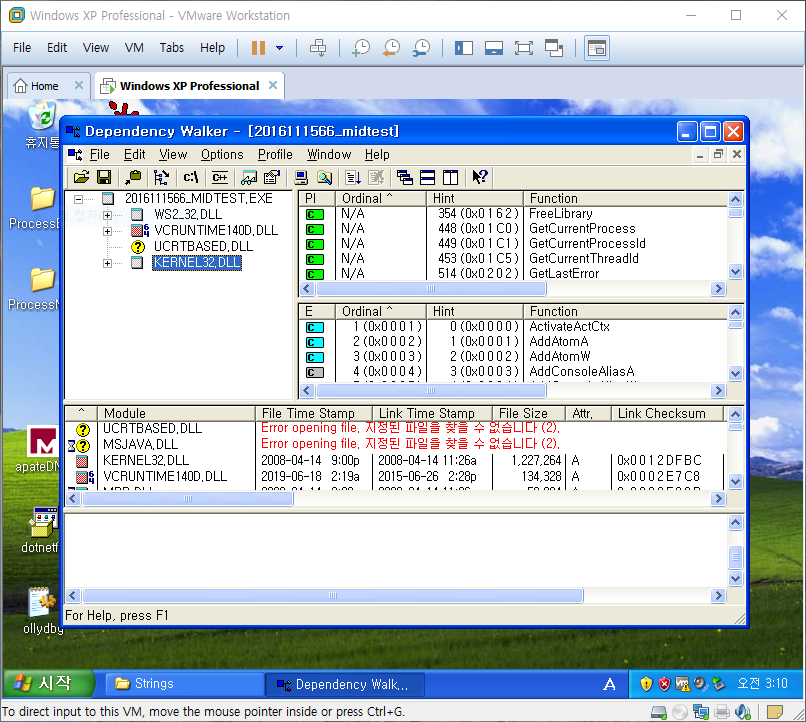 Windows XP Professional - VMware Workstation
File Edit View VM Tabs Help
Home Windows XP Professional
휴지통
Dependency Walker - [2016111566_midtest]
File Edit View Options Profile Window Help
c:\ C++
2016111566_MIDTEST.EXE
WS2_32.DLL
VCRUNTIME140D.DLL
UCRTBASED.DLL
KERNEL32.DLL
PI Ordinal ^ Hint Function
C N/A 354 (0x0162) FreeLibrary
C N/A 448 (0x01C0) GetCurrentProcess
C N/A 449 (0x01C1) GetCurrentProcessId
C N/A 453 (0x01C5) GetCurrentThreadId
C N/A 514 (0x0202) GetLastError
E Ordinal ^ Hint Function
C 1 (0x0001) 0 (0x0000) ActivateActCtx
C 2 (0x0002) 1 (0x0001) AddAtomA
C 3 (0x0003) 2 (0x0002) AddAtomW
C 4 (0x0004) 3 (0x0003) AddConsoleAliasA
^ Module File Time Stamp Link Time Stamp File Size Attr. Link Checksum
UCRTBASED.DLL Error opening file. 지정된 파일을 찾을 수 없습니다 (2).
MSJAVA.DLL Error opening file. 지정된 파일을 찾을 수 없습니다 (2).
KERNEL32.DLL 2008-04-14 9:00p 2008-04-14 11:26a 1,227,264 A 0x0012DFBC
VCRUNTIME140D.DLL 2019-06-18 2:19a 2015-06-26 2:28p 134,328 A 0x0002E7C8
For Help, press F1
ProcessE
Process
apateD
dotnetf
ollydbg
시작 Strings Dependency Walk... A 오전 3:10
To direct input to this VM, move the mouse pointer inside or press Ctrl+G.